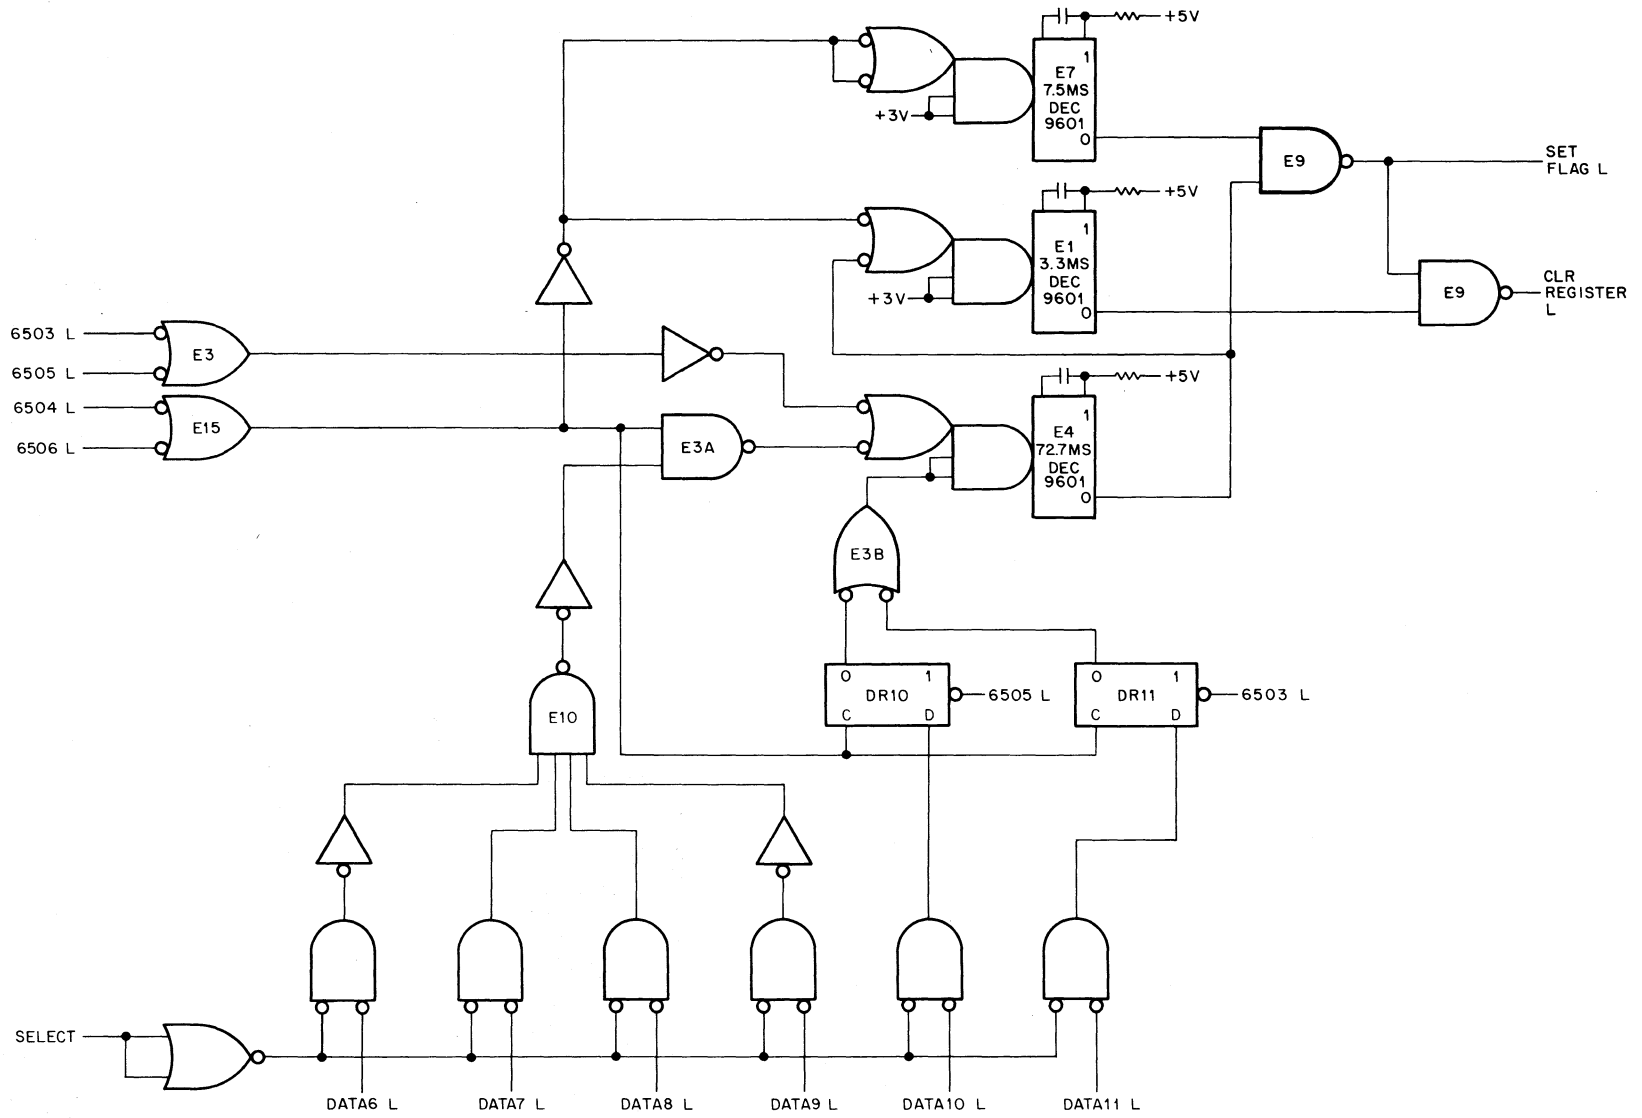 +5V
1
E7
7.5MS
DEC
9601
0
+3V
E9
SET
FLAG L
+5V
1
E1
3.3MS
DEC
9601
0
+3V
E9
CLR
REGISTER
L
6503 L
6505 L
E3
6504 L
6506 L
E15
E3A
+5V
1
E4
72.7MS
DEC
9601
0
E3B
0 1
DR10
C D
6505 L
0 1
DR11
C D
6503 L
E10
SELECT
DATA6 L
DATA7 L
DATA8 L
DATA9 L
DATA10 L
DATA11 L